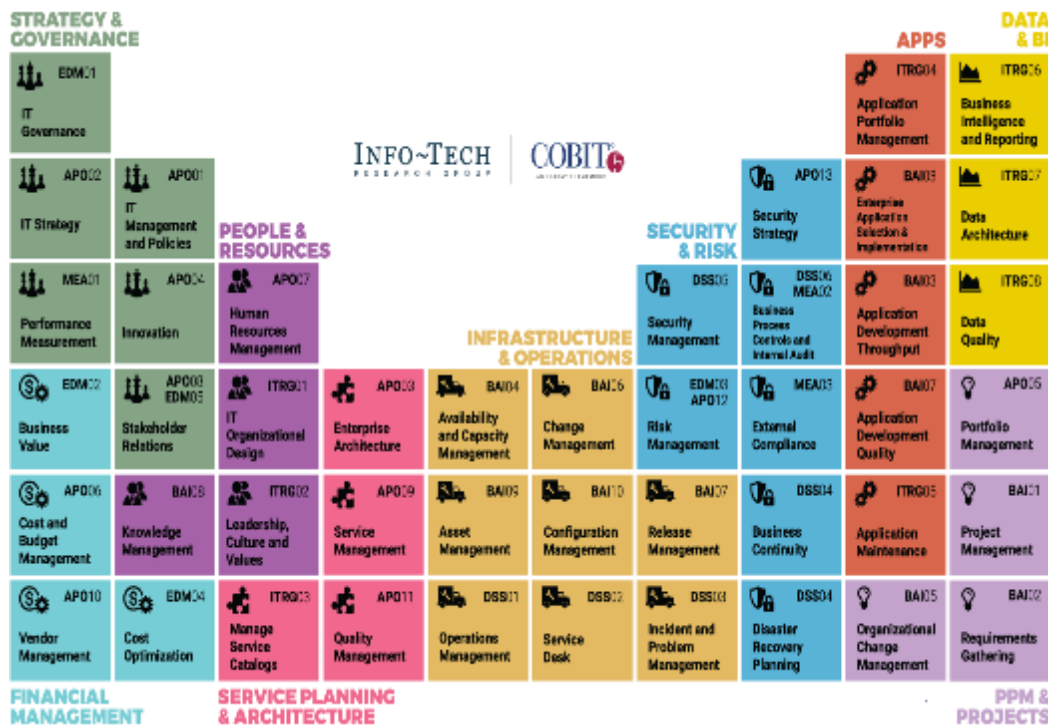 STRATEGY &
GOVERNANCE
APPS
DATA
& BI
EDM01
IT
Governance
ITRG04
Application
Portfolio
Management
ITRG06
Business
Intelligence
and Reporting
INFO~TECH
RESEARCH GROUP
COBIT
APO02
IT Strategy
APO01
IT
Management
and Policies
PEOPLE &
RESOURCES
SECURITY
& RISK
APO13
Security
Strategy
BAI03
Enterprise
Application
Selection &
Implementation
ITRG07
Data
Architecture
MEA01
Performance
Measurement
APO04
Innovation
APO07
Human
Resources
Management
INFRASTRUCTURE
& OPERATIONS
DSS05
Security
Management
DSS06
MEA02
Business
Process
Controls and
Internal Audit
BAI03
Application
Development
Throughput
ITRG08
Data
Quality
EDM02
Business
Value
APO08
EDM05
Stakeholder
Relations
ITRG01
IT
Organizational
Design
APO03
Enterprise
Architecture
BAI04
Availability
and Capacity
Management
BAI06
Change
Management
EDM03
APO12
Risk
Management
MEA03
External
Compliance
BAI07
Application
Development
Quality
APO05
Portfolio
Management
APO06
Cost and
Budget
Management
BAI08
Knowledge
Management
ITRG02
Leadership,
Culture and
Values
APO09
Service
Management
BAI09
Asset
Management
BAI10
Configuration
Management
BAI07
Release
Management
DSS04
Business
Continuity
ITRG05
Application
Maintenance
BAI01
Project
Management
APO10
Vendor
Management
EDM04
Cost
Optimization
ITRG03
Manage
Service
Catalogs
APO11
Quality
Management
DSS01
Operations
Management
DSS02
Service
Desk
DSS03
Incident and
Problem
Management
DSS04
Disaster
Recovery
Planning
BAI05
Organizational
Change
Management
BAI02
Requirements
Gathering
FINANCIAL
MANAGEMENT
SERVICE PLANNING
& ARCHITECTURE
PPM &
PROJECTS